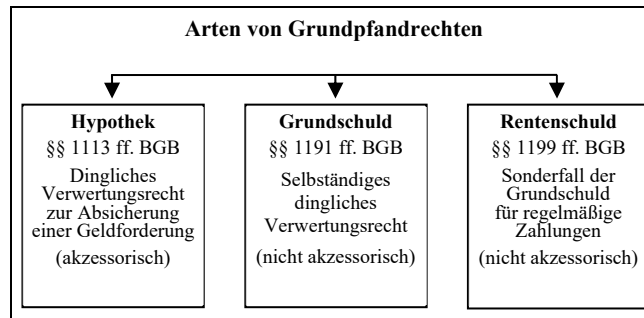 Arten von Grundpfandrechten
Hypothek
§§ 1113 ff. BGB
Dingliches
Verwertungsrecht
zur Absicherung
einer Geldforderung
(akzessorisch)
Grundschuld
§§ 1191 ff. BGB
Selbständiges
dingliches
Verwertungsrecht
(nicht akzessorisch)
Rentenschuld
§§ 1199 ff. BGB
Sonderfall der
Grundschuld
für regelmäßige
Zahlungen
(nicht akzessorisch)